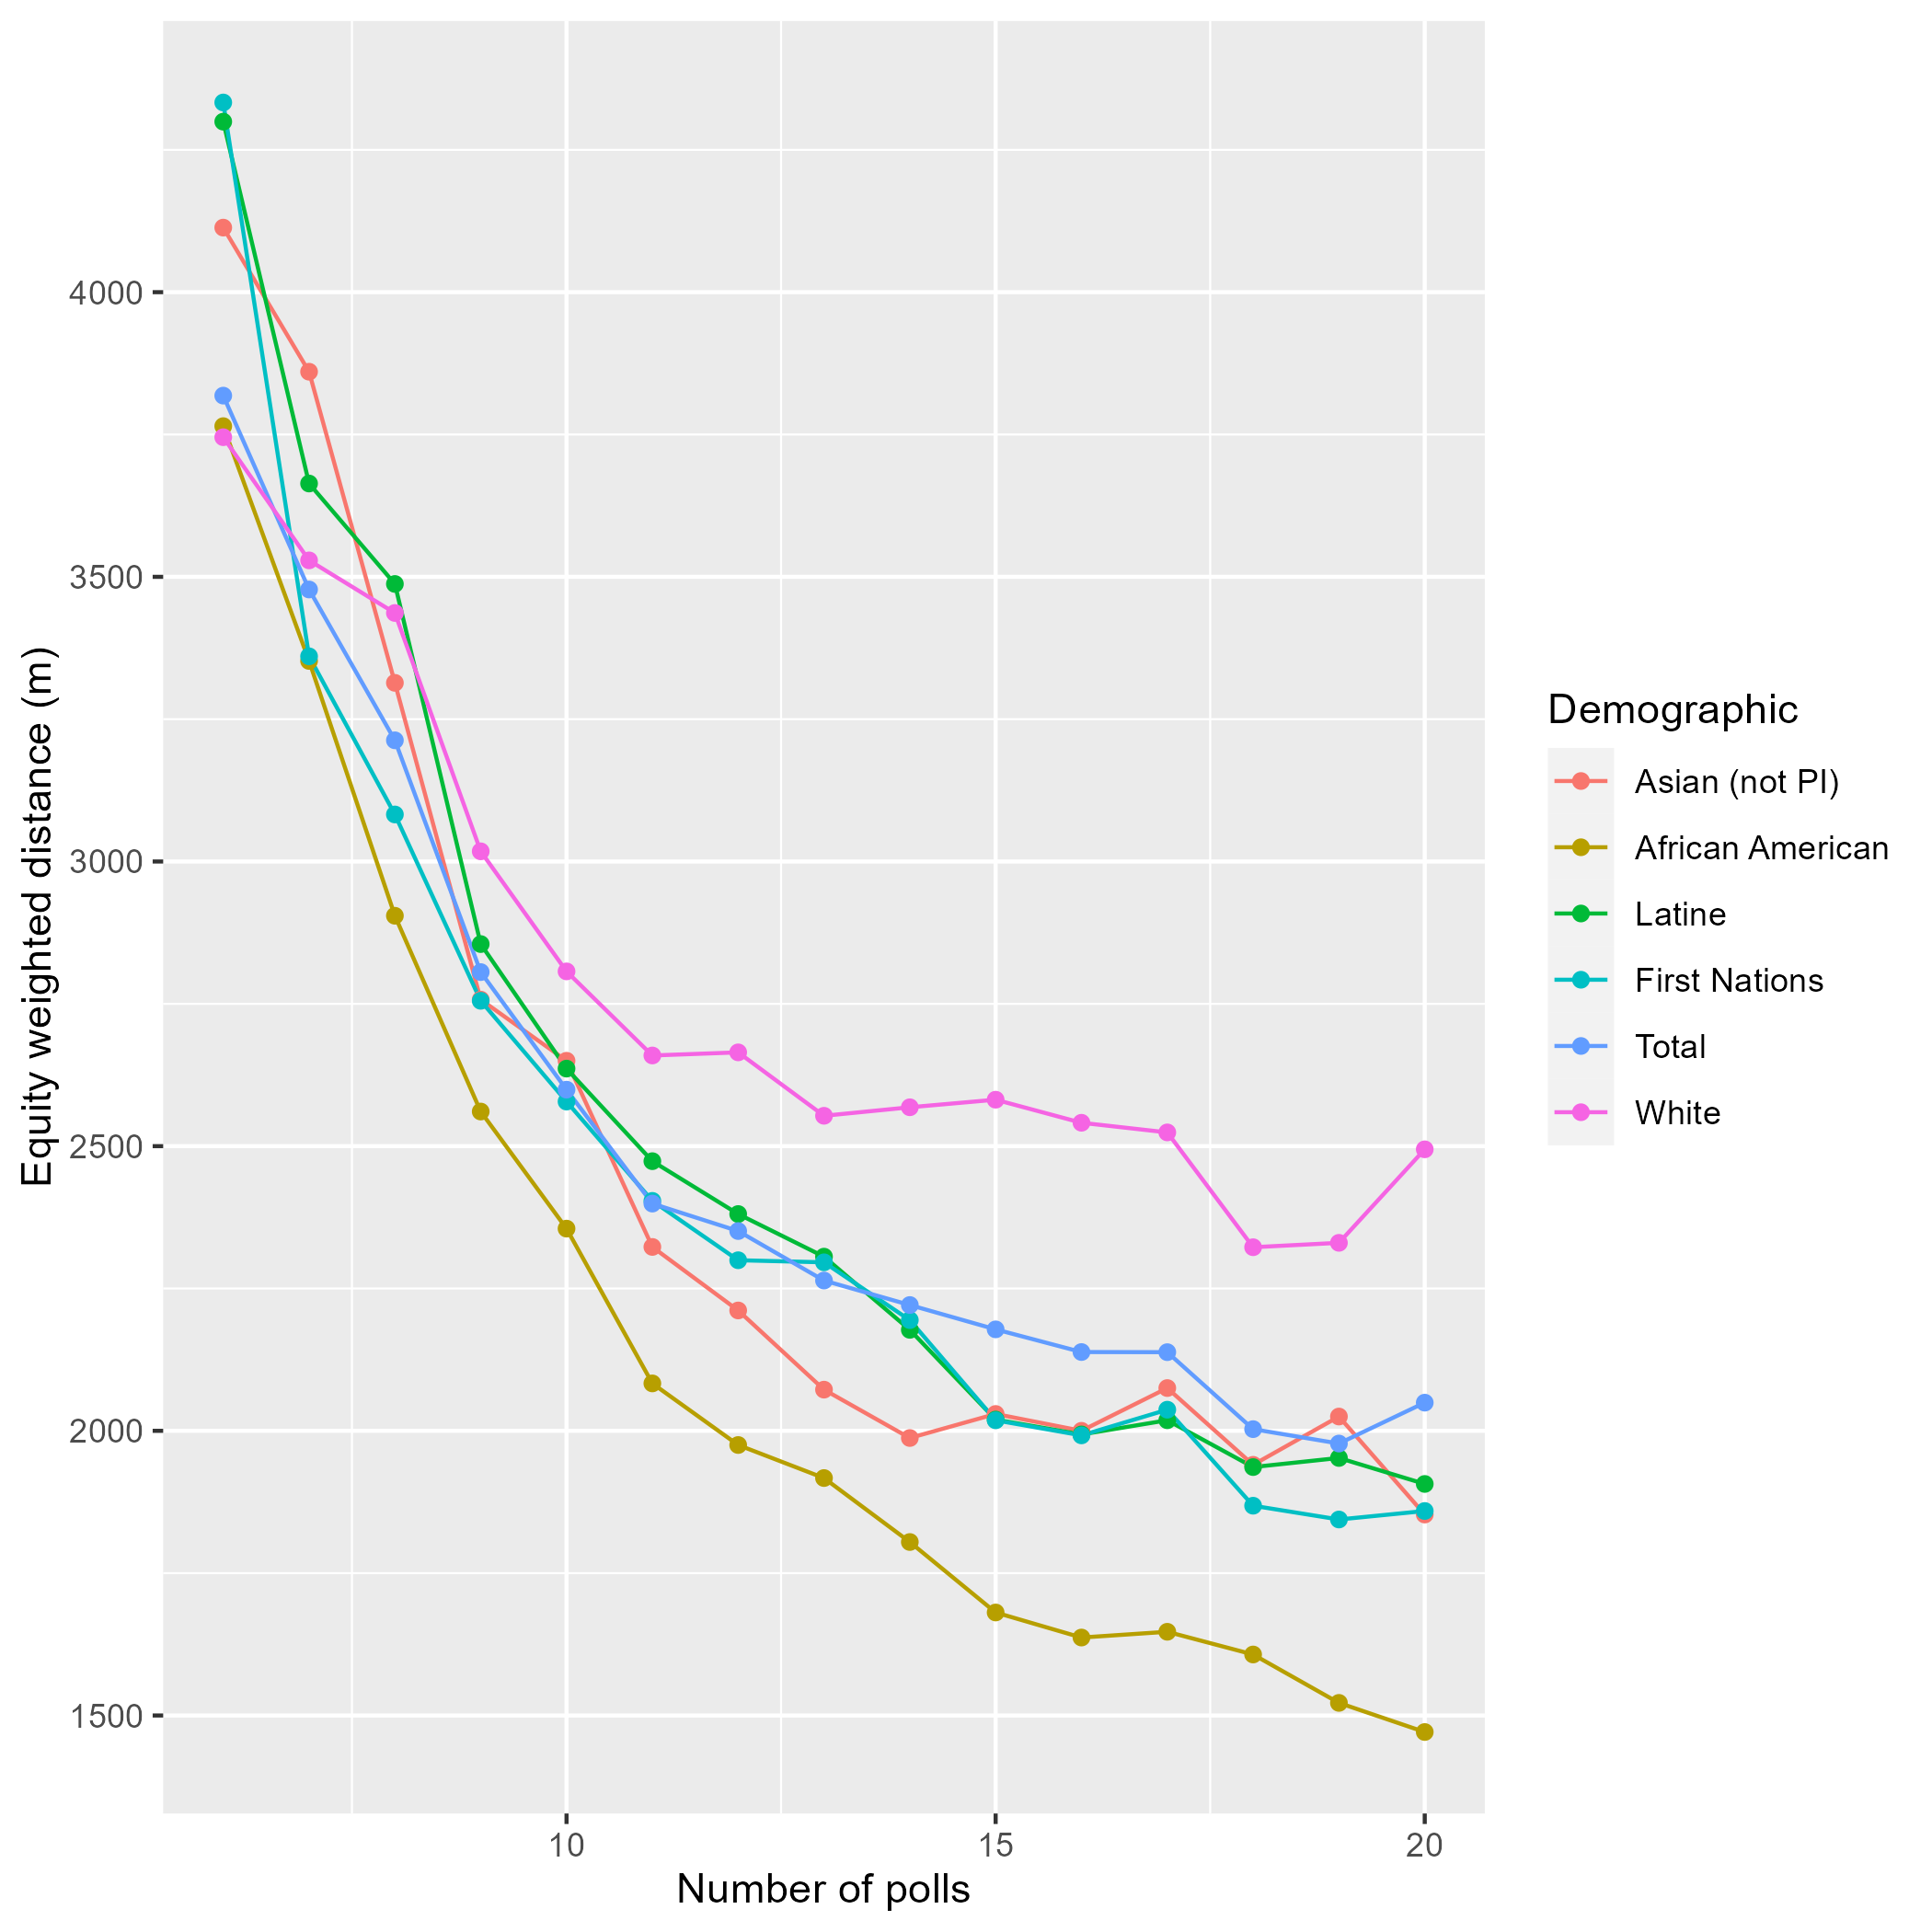 Equity weighted distance (m)
4000
3500
3000
2500
2000
1500
10
15
20
Number of polls
Demographic
Asian (not PI)
African American
Latine
First Nations
Total
White